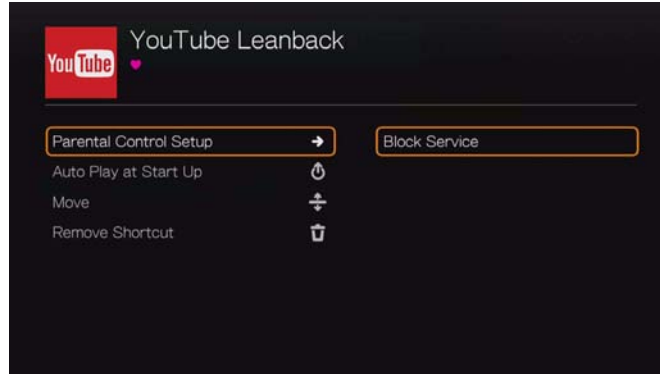 YouTube Leanback
You Tube
Parental Control Setup
Block Service
Auto Play at Start Up
Move
Remove Shortcut